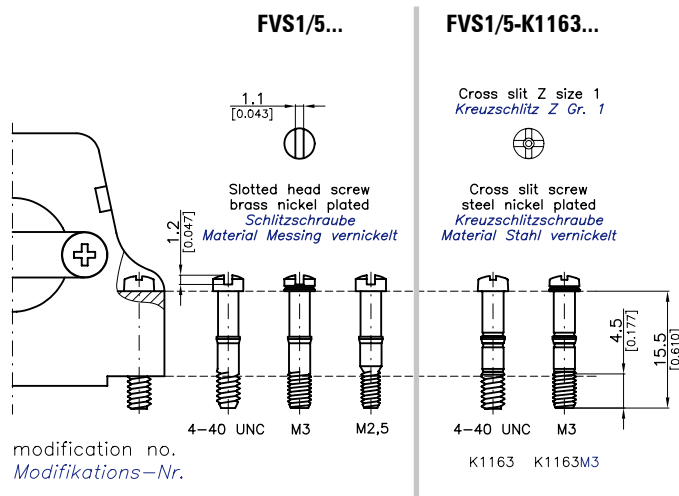 FVS1/5...
FVS1/5-K1163...
1.1
[0.043]
Cross slit Z size 1
Kreuzschlitz Z Gr. 1
Slotted head screw
brass nickel plated
Schlitzschraube
Material Messing vernickelt
Cross slit screw
steel nickel plated
Kreuzschlitzschraube
Material Stahl vernickelt
1.2
[0.047]
4.5
[0.177]
15.5
[0.610]
4-40 UNC
M3
M2,5
4-40 UNC
M3
modification no.
Modifikations-Nr.
K1163
K1163M3